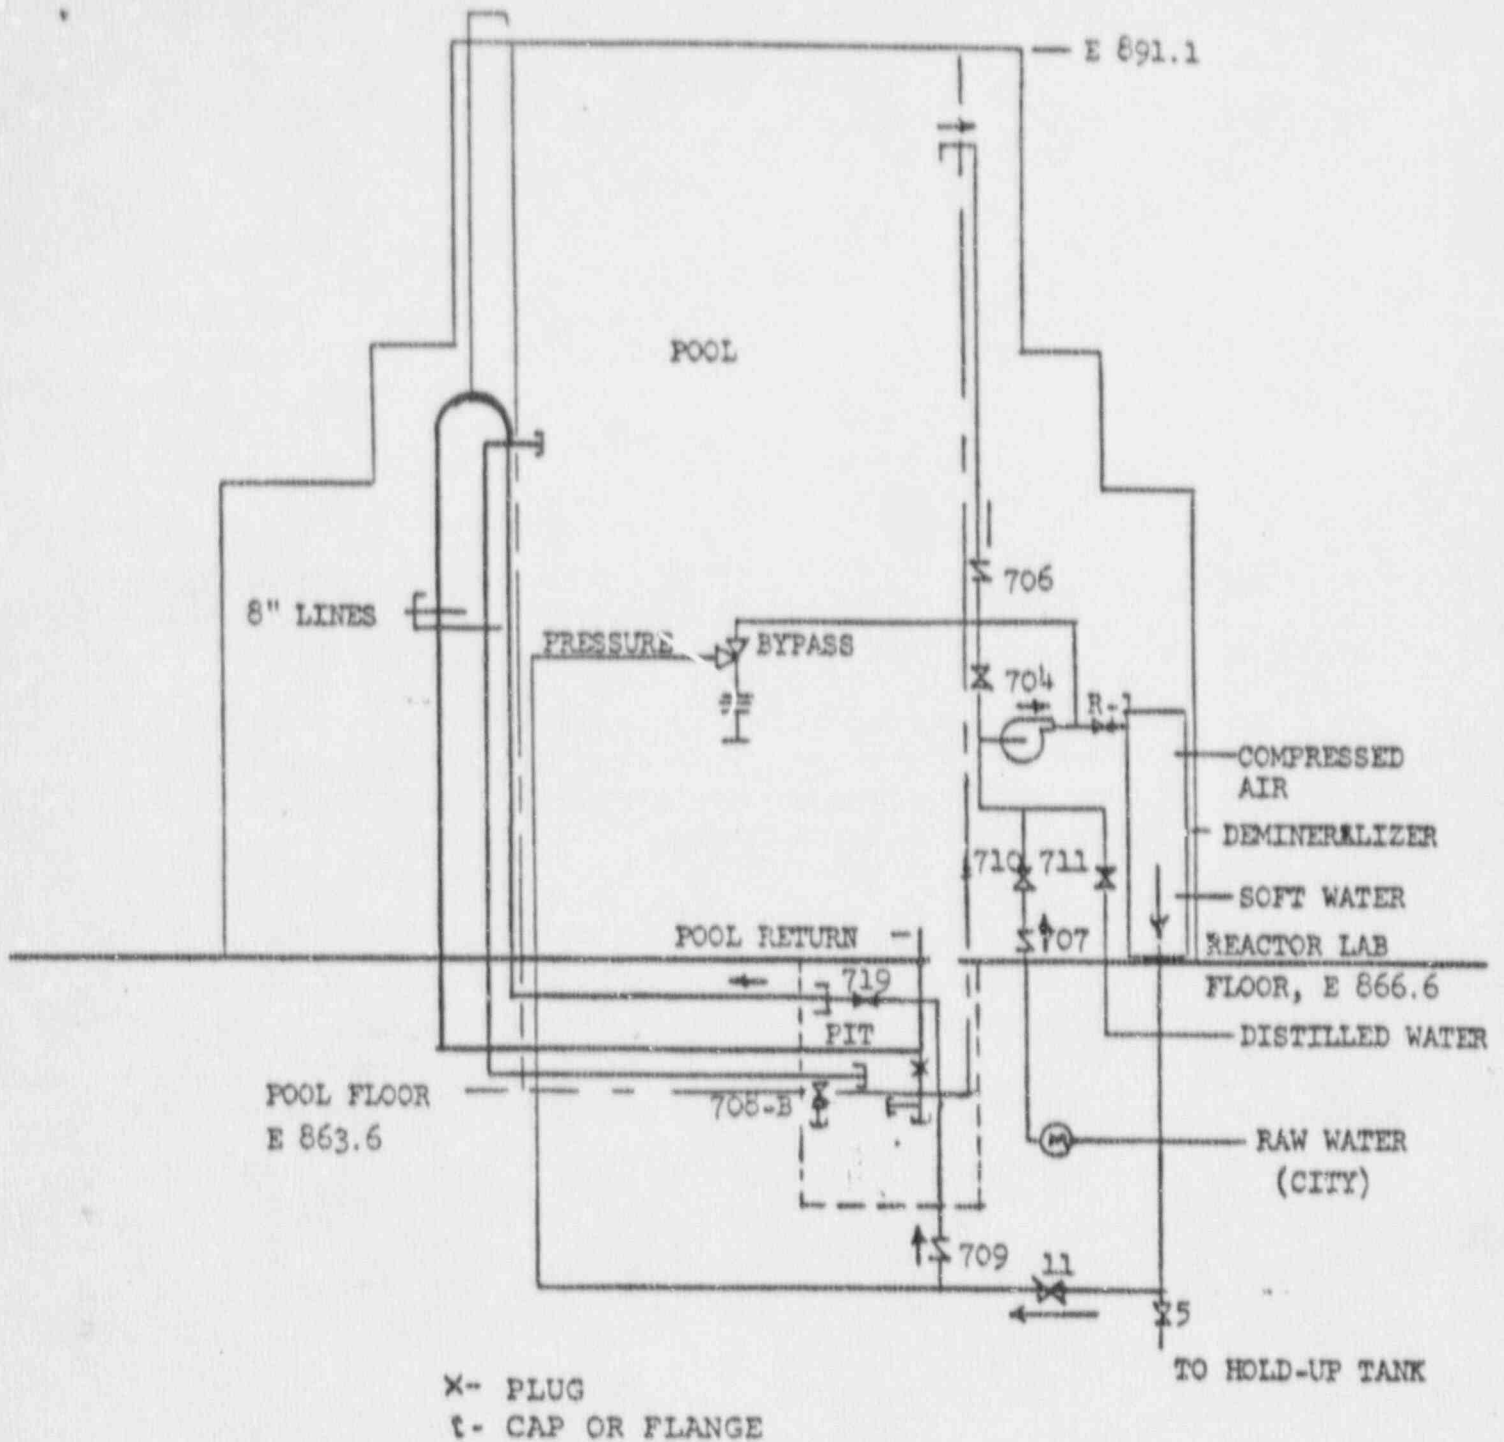 E 891.1
POOL
706
8" LINES
PRESSURE
BYPASS
704
R-
COMPRESSED
AIR
DEMINERALIZER
710
711
SOFT WATER
POOL RETURN
707
REACTOR LAB
FLOOR, E 866.6
719
PIT
DISTILLED WATER
POOL FLOOR
E 863.6
708-B
RAW WATER
(CITY)
709
11
5
TO HOLD-UP TANK
X- PLUG
t- CAP OR FLANGE